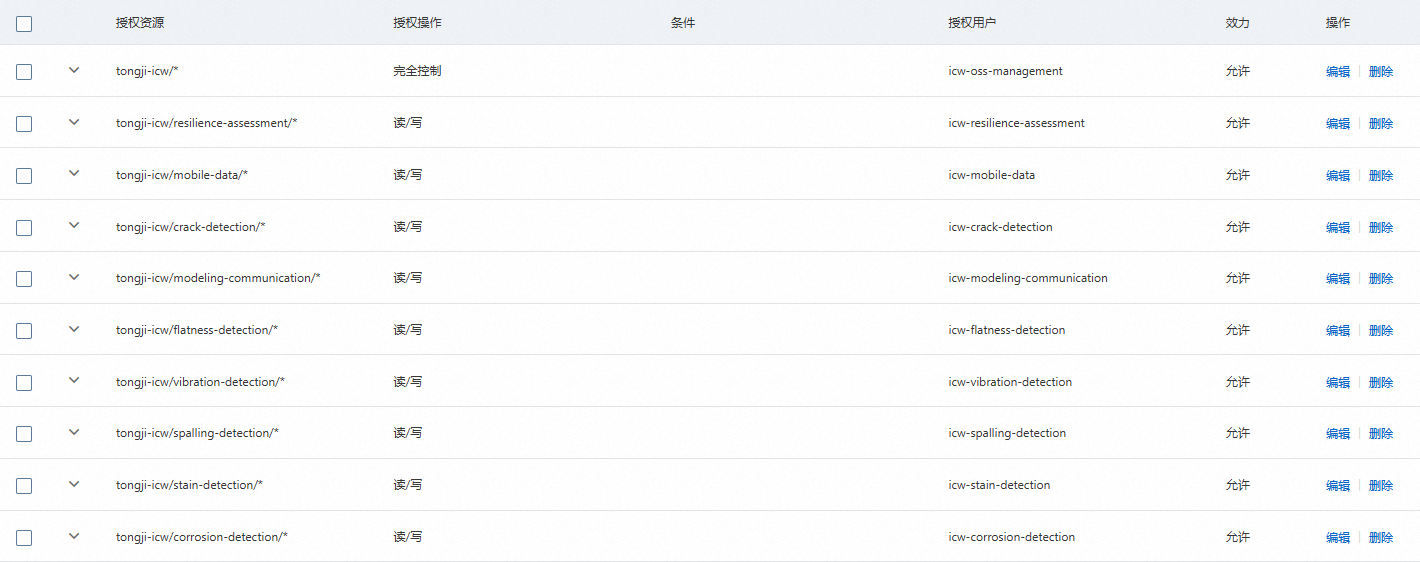 授权资源 授权操作 条件 授权用户 效力 操作
tongji-icw/* 完全控制 icw-oss-management 允许 编辑 删除
tongji-icw/resilience-assessment/* 读/写 icw-resilience-assessment 允许 编辑 删除
tongji-icw/mobile-data/* 读/写 icw-mobile-data 允许 编辑 删除
tongji-icw/crack-detection/* 读/写 icw-crack-detection 允许 编辑 删除
tongji-icw/modeling-communication/* 读/写 icw-modeling-communication 允许 编辑 删除
tongji-icw/flatness-detection/* 读/写 icw-flatness-detection 允许 编辑 删除
tongji-icw/vibration-detection/* 读/写 icw-vibration-detection 允许 编辑 删除
tongji-icw/spalling-detection/* 读/写 icw-spalling-detection 允许 编辑 删除
tongji-icw/stain-detection/* 读/写 icw-stain-detection 允许 编辑 删除
tongji-icw/corrosion-detection/* 读/写 icw-corrosion-detection 允许 编辑 删除